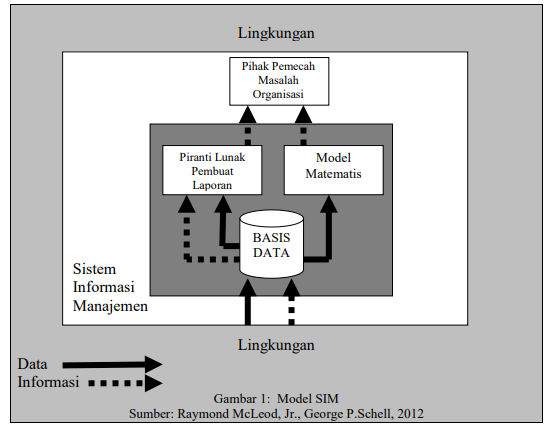 Lingkungan
Pihak Pemecah
Masalah
Organisasi
Piranti Lunak
Pembuat
Laporan
Model
Matematis
BASIS
DATA
Sistem
Informasi
Manajemen
Lingkungan
Data
Informasi
Gambar 1:  Model SIM
Sumber: Raymond McLeod, Jr., George P.Schell, 2012